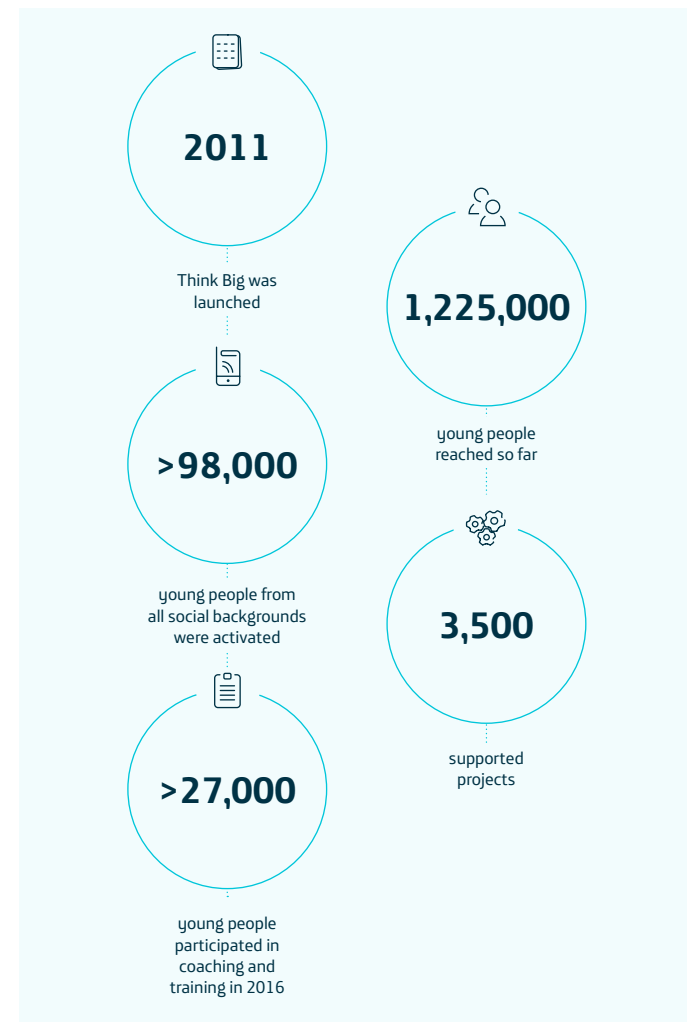 2011
Think Big was
launched
>98,000
young people from
all social backgrounds
were activated
>27,000
young people
participated in
coaching and
training in 2016
1,225,000
young people
reached so far
3,500
supported
projects